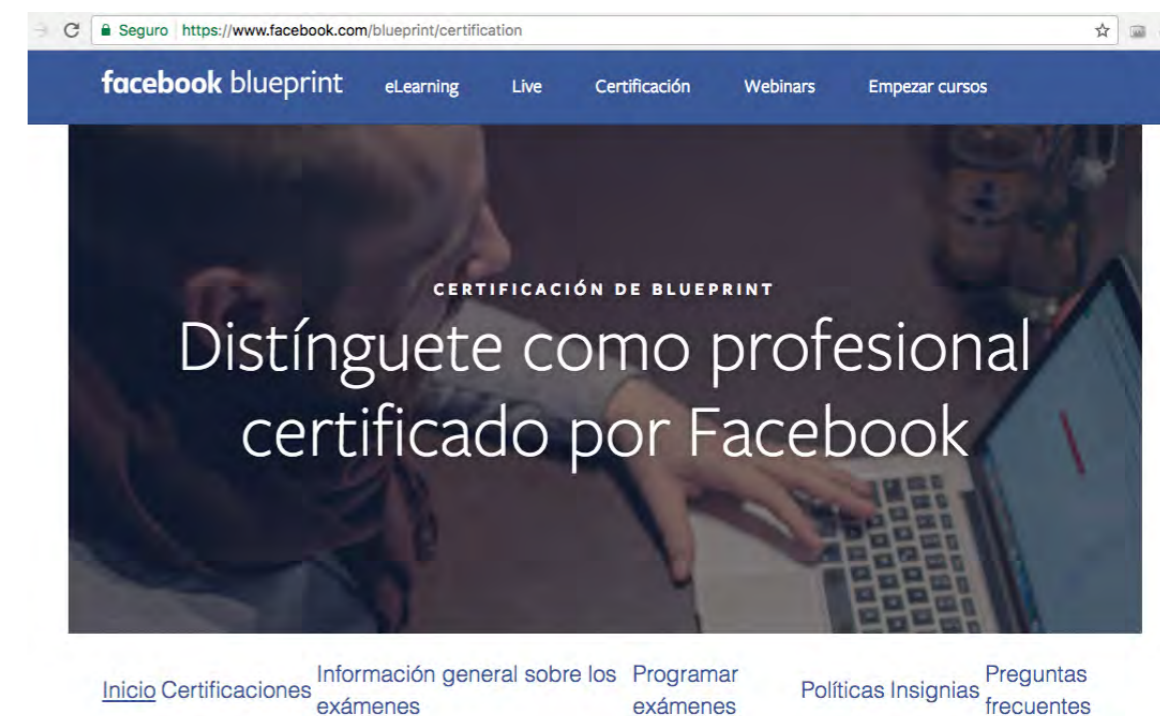 Seguro https://www.facebook.com/blueprint/certification
facebook blueprint eLearning Live Certificación Webinars Empezar cursos
CERTIFICACIÓN DE BLUEPRINT
Distínguete como profesional
certificado por Facebook
Inicio Certificaciones Información general sobre los exámenes Programar exámenes Políticas Insignias Preguntas frecuentes